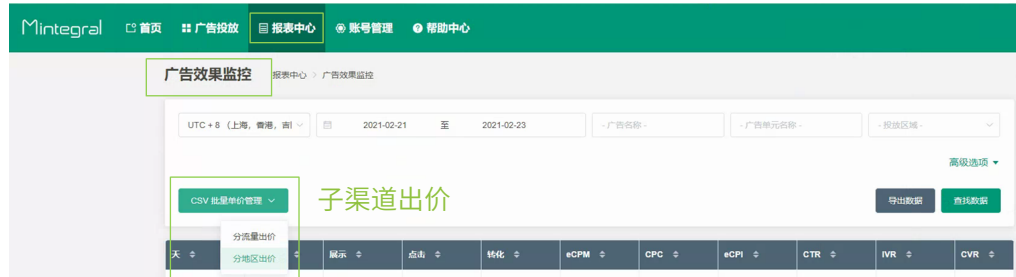 Mintegral 首页 广告投放 报表中心 账号管理 帮助中心
广告效果监控 报表中心 > 广告效果监控
UTC + 8 （上海，香港， 2021-02-21 至 2021-02-23 - 广告名称 - - 广告单元名称 - - 投放区域 -
高级选项
CSV 批量单价管理 子渠道出价 导出数据 查找数据
分流量出价
天 展示 点击 转化 eCPM CPC eCPI CTR IVR CVR
分地区出价